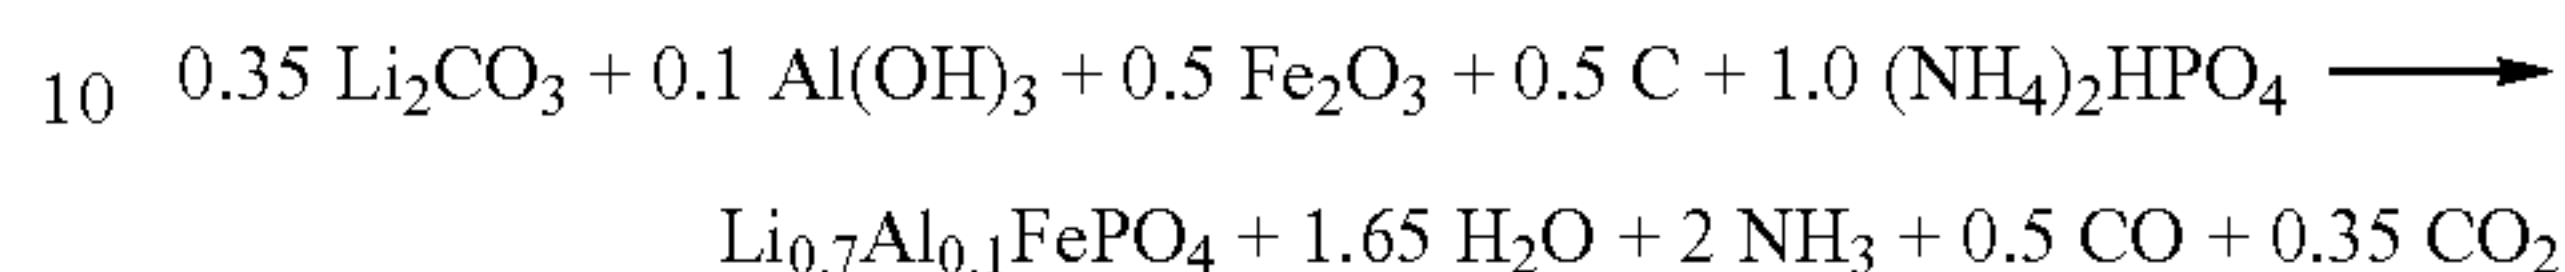 10 0.35 Li₂CO₃ + 0.1 Al(OH)₃ + 0.5 Fe₂O₃ + 0.5 C + 1.0 (NH₄)₂HPO₄ ⟶
Li₀.₇Al₀.₁FePO₄ + 1.65 H₂O + 2 NH₃ + 0.5 CO + 0.35 CO₂